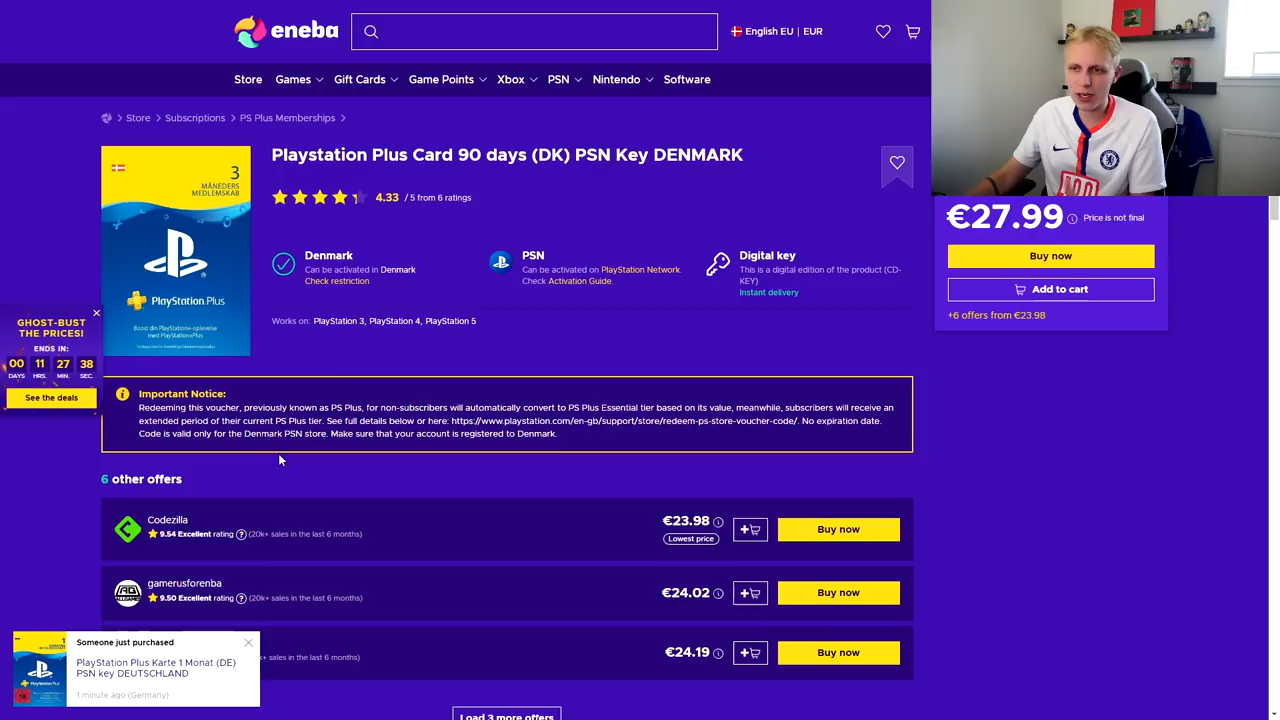 eneba
English EU | EUR
Store Games Gift Cards Game Points Xbox PSN Nintendo Software
Store PS Plus Memberships Subscriptions
Playstation Plus Card 90 days (DK) PSN Key DENMARK
4.33 / 5 from 6 ratings
3
MÅNEDERS
MEDLEMSKAB
PlayStation.Plus
Boost din PlayStation-oplevelse
med PlayStation®Plus
Denmark
Can be activated in Denmark
Check restriction
PSN
Can be activated on PlayStation Network.
Check Activation Guide.
Digital key
This is a digital edition of the product (CD-
KEY)
Instant delivery
Works on: PlayStation 3, PlayStation 4, PlayStation 5
€27.99 Price is not final
Buy now
Add to cart
+6 offers from €23.98
GHOST-BUST
THE PRICES!
ENDS IN:
00 11 27 38
DAYS HRS. MIN. SEC.
See the deals
Important Notice:
Redeeming this voucher, previously known as PS Plus, for non-subscribers will automatically convert to PS Plus Essential tier based on its value, meanwhile, subscribers will receive an
extended period of their current PS Plus tier. See full details below or here: https://www.playstation.com/en-gb/support/store/redeem-ps-store-voucher-code/. No expiration date.
Code is valid only for the Denmark PSN store. Make sure that your account is registered to Denmark.
6 other offers
Codezilla
9.54 Excellent rating (20k+ sales in the last 6 months)
€23.98
Lowest price
Buy now
gamerusforenba
9.50 Excellent rating (20k+ sales in the last 6 months)
€24.02
Buy now
k+ sales in the last 6 months)
€24.19
Buy now
Load 3 more offers
Someone just purchased
PlayStation Plus Karte 1 Monat (DE)
PSN key DEUTSCHLAND
1 minute ago (Germany)